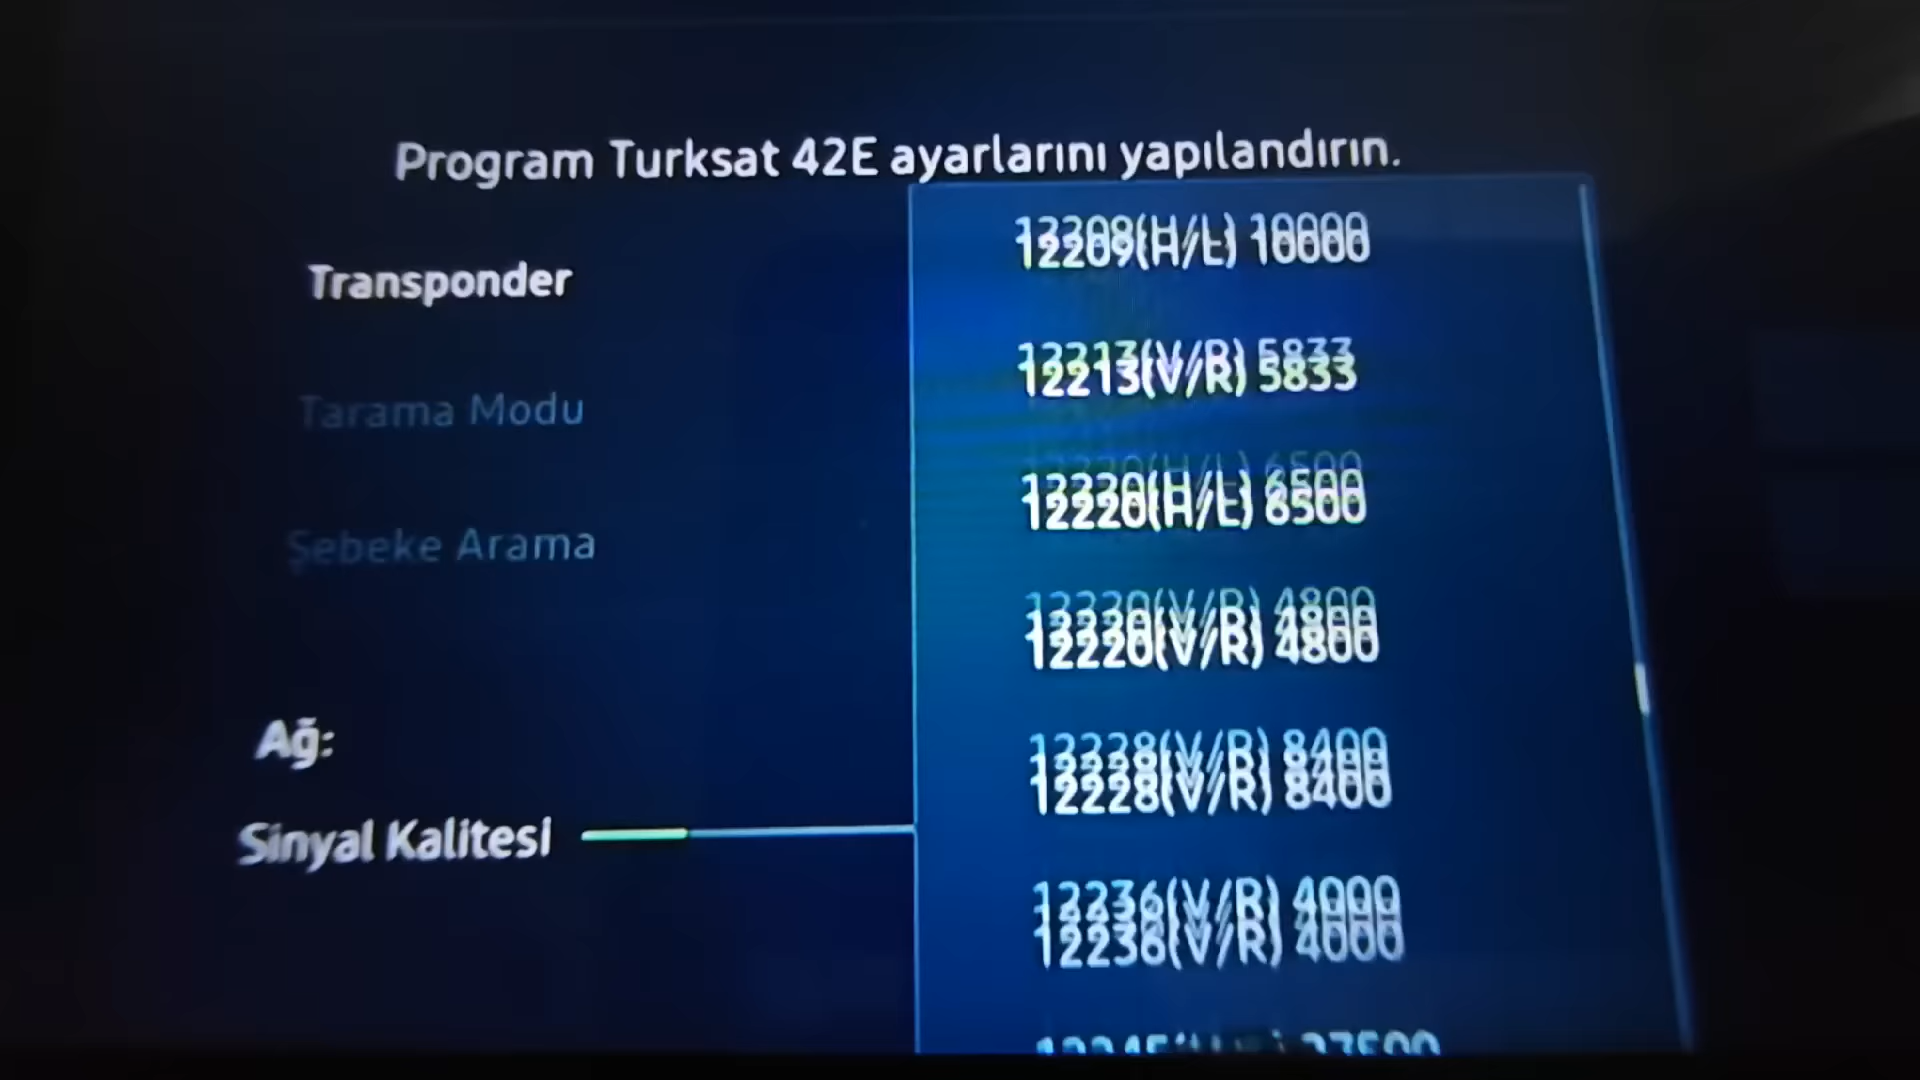 Program Turksat 42E ayarlarını yapılandırın.
Transponder
Tarama Modu
Şebeke Arama
Ağ:
Sinyal Kalitesi
12209(H/L) 10000
12213(V/R) 5833
12220(H/L) 6500
12220(V/R) 4800
12228(V/R) 8400
12236(V/R) 4000